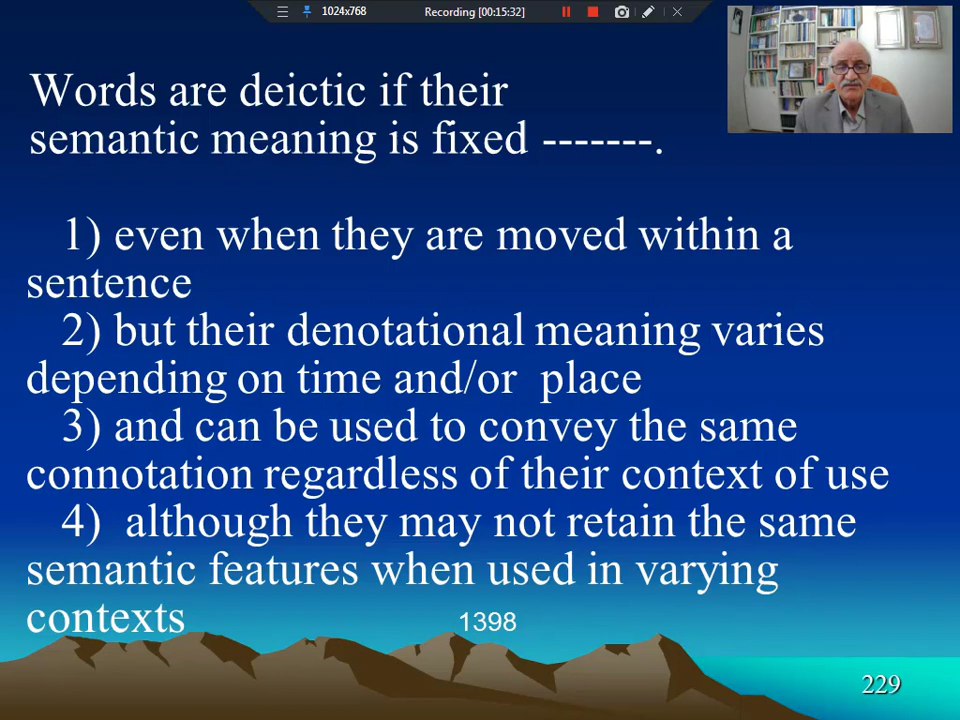 1024x768
Recording [00:15:32]
Words are deictic if their
semantic meaning is fixed -------.
1) even when they are moved within a
sentence
2) but their denotational meaning varies
depending on time and/or place
3) and can be used to convey the same
connotation regardless of their context of use
4) although they may not retain the same
semantic features when used in varying
contexts
1398
229